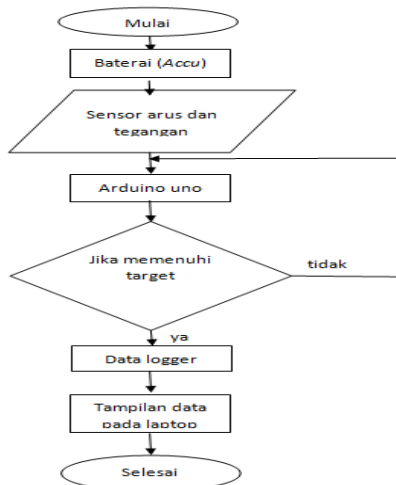 Mulai
Baterai (Accu)
Sensor arus dan
tegangan
Arduino uno
Jika memenuhi
target
tidak
ya
Data logger
Tampilan data
pada laptop
Selesai